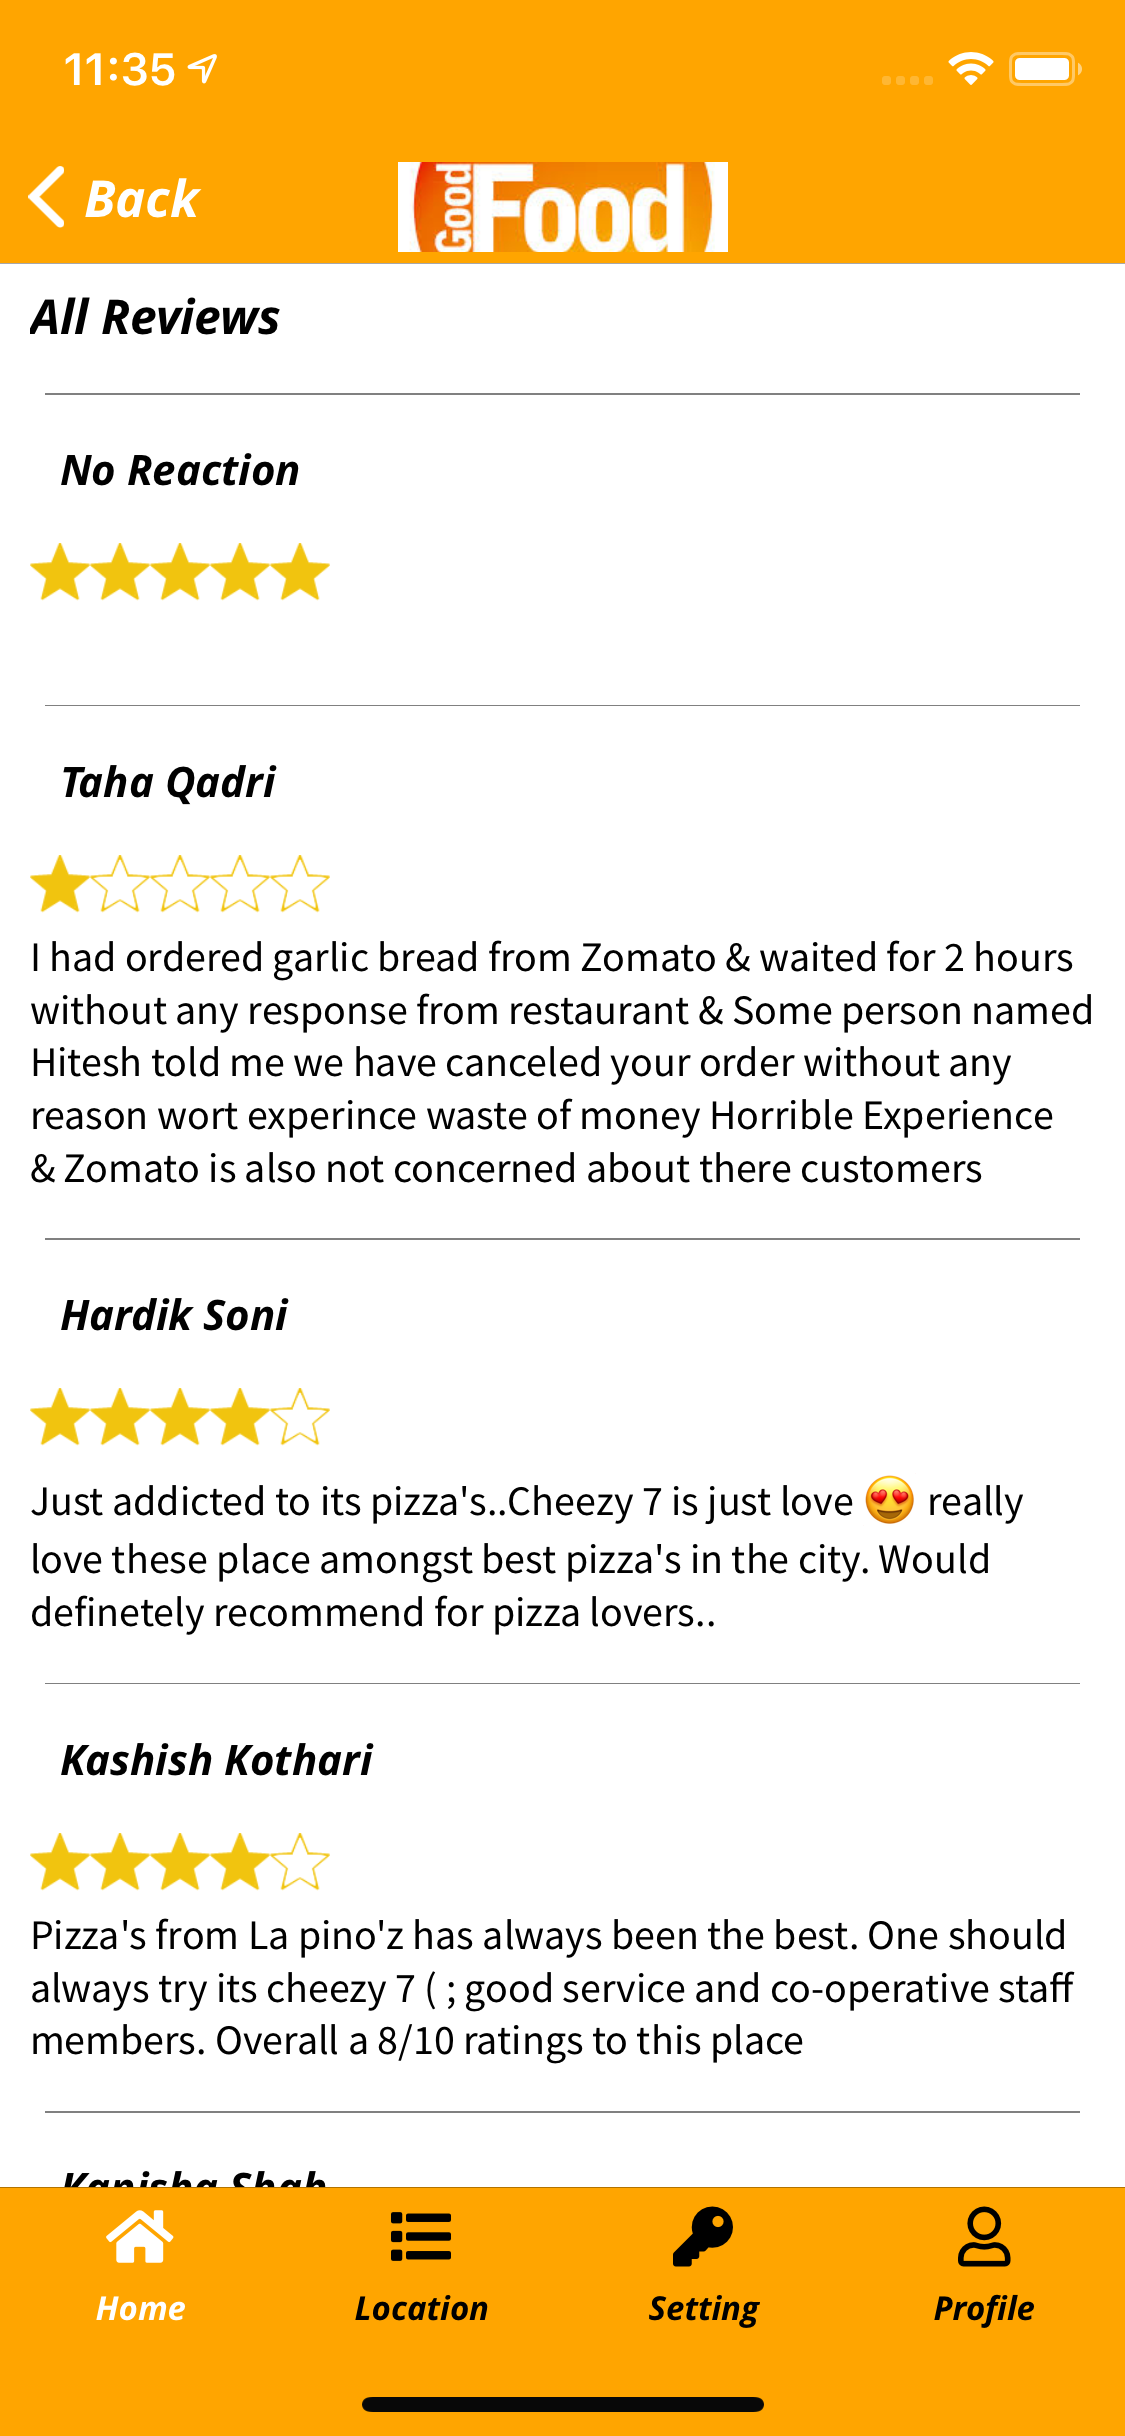 11:35
Back
Good Food
All Reviews
No Reaction
Taha Qadri
I had ordered garlic bread from Zomato & waited for 2 hours
without any response from restaurant & Some person named
Hitesh told me we have canceled your order without any
reason wort experince waste of money Horrible Experience
& Zomato is also not concerned about there customers
Hardik Soni
Just addicted to its pizza's..Cheezy 7 is just love 😍 really
love these place amongst best pizza's in the city. Would
definetely recommend for pizza lovers..
Kashish Kothari
Pizza's from La pino'z has always been the best. One should
always try its cheezy 7 ( ; good service and co-operative staff
members. Overall a 8/10 ratings to this place
Kanisha Shah
Home
Location
Setting
Profile